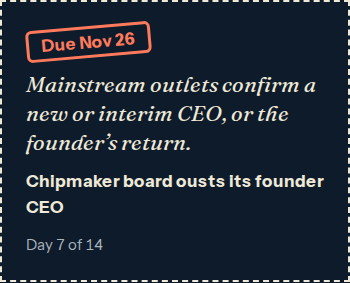 Due Nov 26
Mainstream outlets confirm a
new or interim CEO, or the
founder’s return.
Chipmaker board ousts its founder
CEO
Day 7 of 14